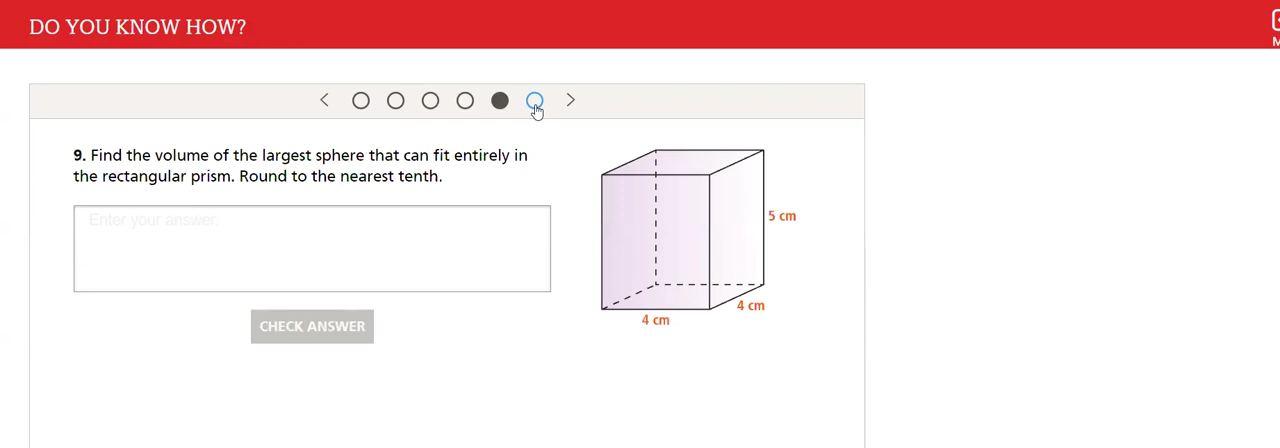 DO YOU KNOW HOW?
9. Find the volume of the largest sphere that can fit entirely in
the rectangular prism. Round to the nearest tenth.
Enter your answer.
CHECK ANSWER
5 cm
4 cm
4 cm